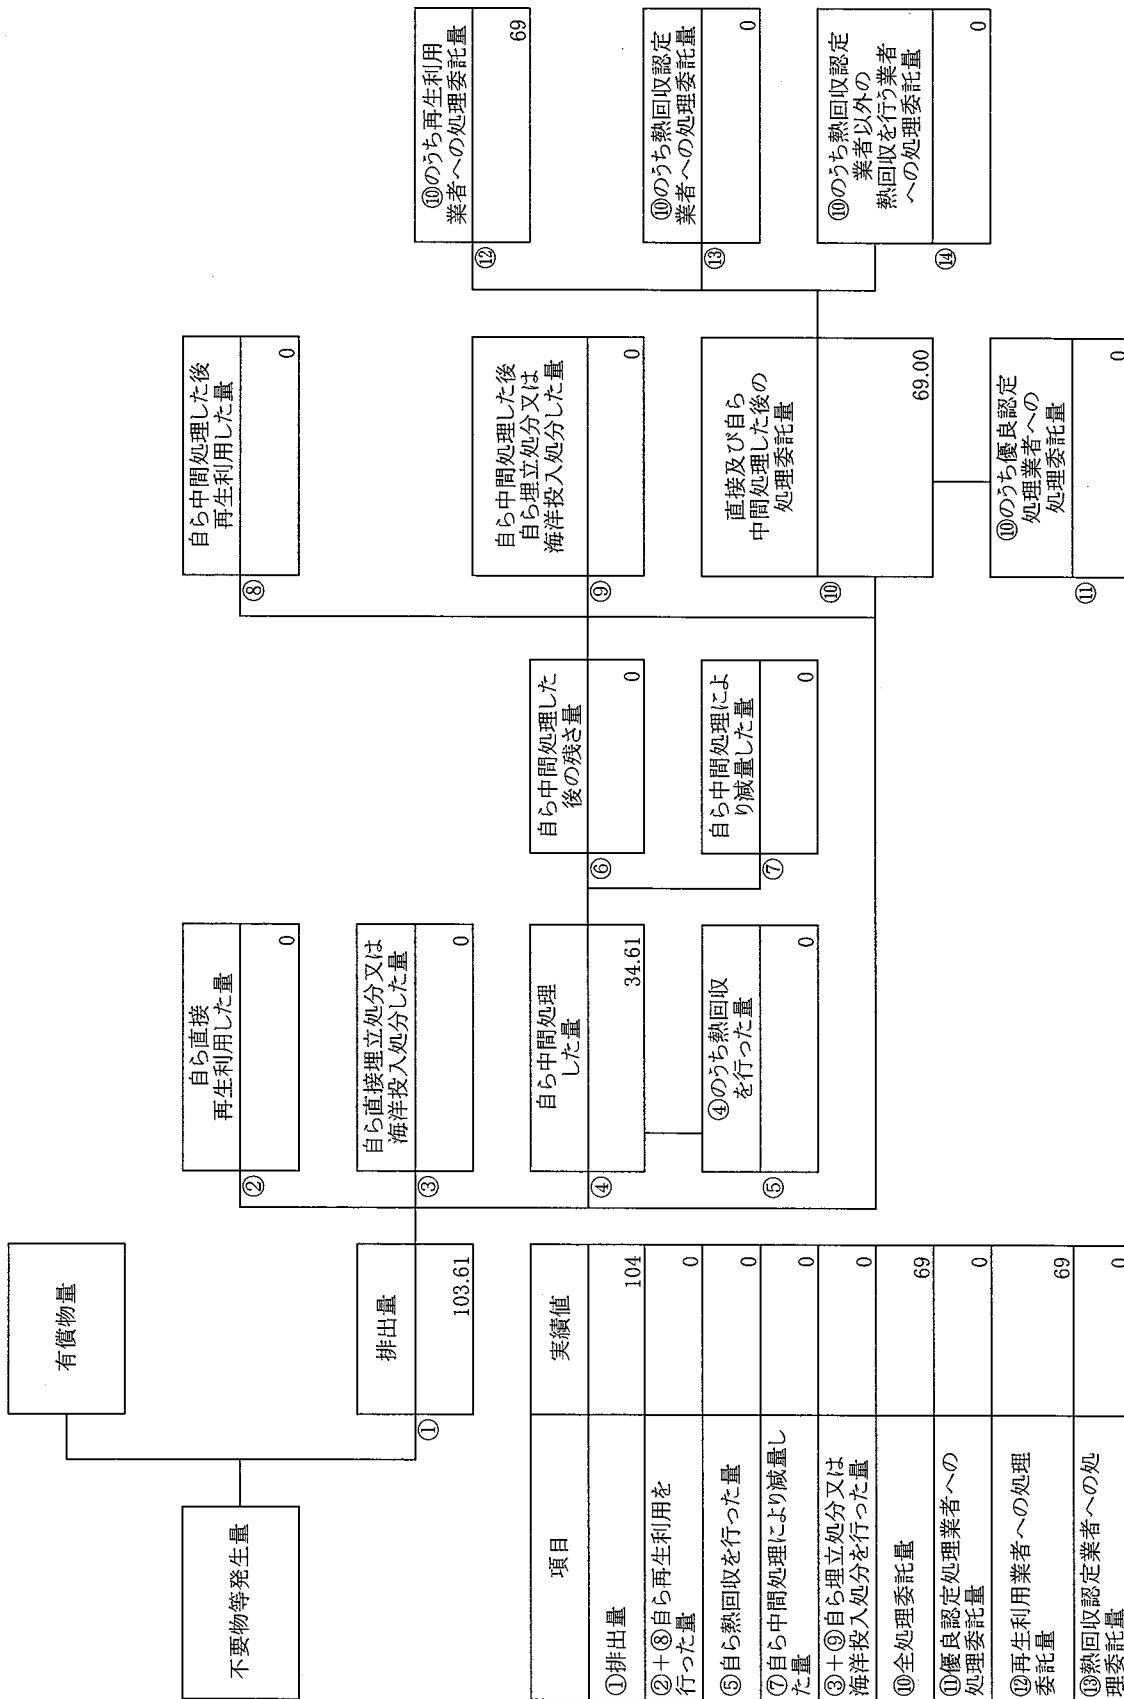 有償物量
不要物等発生量
排出量
①
103.61
自ら直接
再生利用した量
②
0
自ら直接埋立処分又は
海洋投入処分した量
③
0
自ら中間処理
した量
④
34.61
④のうち熱回収
を行った量
⑤
0
自ら中間処理した
後の残さ量
⑥
0
自ら中間処理によ
り減量した量
⑦
0
自ら中間処理した後
再生利用した量
⑧
0
自ら中間処理した後
自ら埋立処分又は
海洋投入処分した量
⑨
0
直接及び自ら
中間処理した後の
処理委託量
⑩
69.00
⑩のうち優良認定
処理業者への
処理委託量
⑪
0
⑩のうち再生利用
業者への処理委託量
⑫
69
⑩のうち熱回収認定
業者への処理委託量
⑬
0
⑩のうち熱回収認定
業者以外の
熱回収を行う業者
への処理委託量
⑭
0
項目 実績値
①排出量 104
②+⑧自ら再生利用を
行った量 0
⑤自ら熱回収を行った量 0
⑦自ら中間処理により減量し
た量 0
③+⑨自ら埋立処分又は
海洋投入処分を行った量 0
⑩全処理委託量 69
⑪優良認定処理業者への
処理委託量 0
⑫再生利用業者への処理
委託量 69
⑬熱回収認定業者への処
理委託量 0